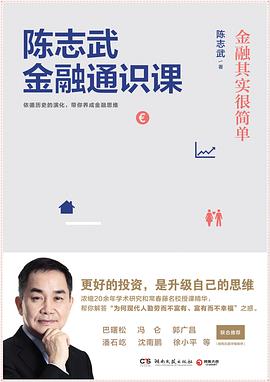 陈志武
金融通识课
依循历史的演化，带你养成金融思维
陈志武 著
金融其实很简单
€
更好的投资，是升级自己的思维
浓缩20余年学术研究和常春藤名校授课精华，
帮你解答“为何现代人勤劳而不富有、富有而不幸福”之惑。
巴曙松 冯仑 郭广昌
潘石屹 沈南鹏 徐小平 等
联合推荐
CS
湖南文艺出版社
博集天卷